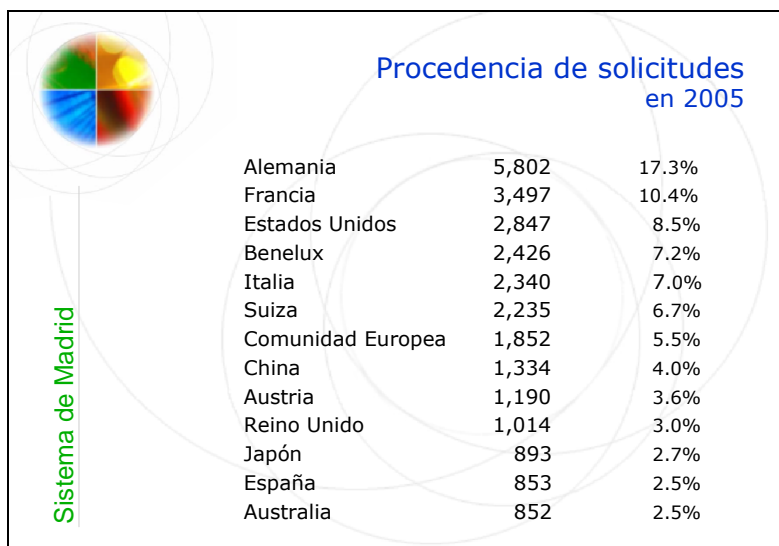 Procedencia de solicitudes
en 2005
Alemania 5,802 17.3%
Francia 3,497 10.4%
Estados Unidos 2,847 8.5%
Benelux 2,426 7.2%
Italia 2,340 7.0%
Suiza 2,235 6.7%
Comunidad Europea 1,852 5.5%
China 1,334 4.0%
Austria 1,190 3.6%
Reino Unido 1,014 3.0%
Japón 893 2.7%
España 853 2.5%
Australia 852 2.5%
Sistema de Madrid